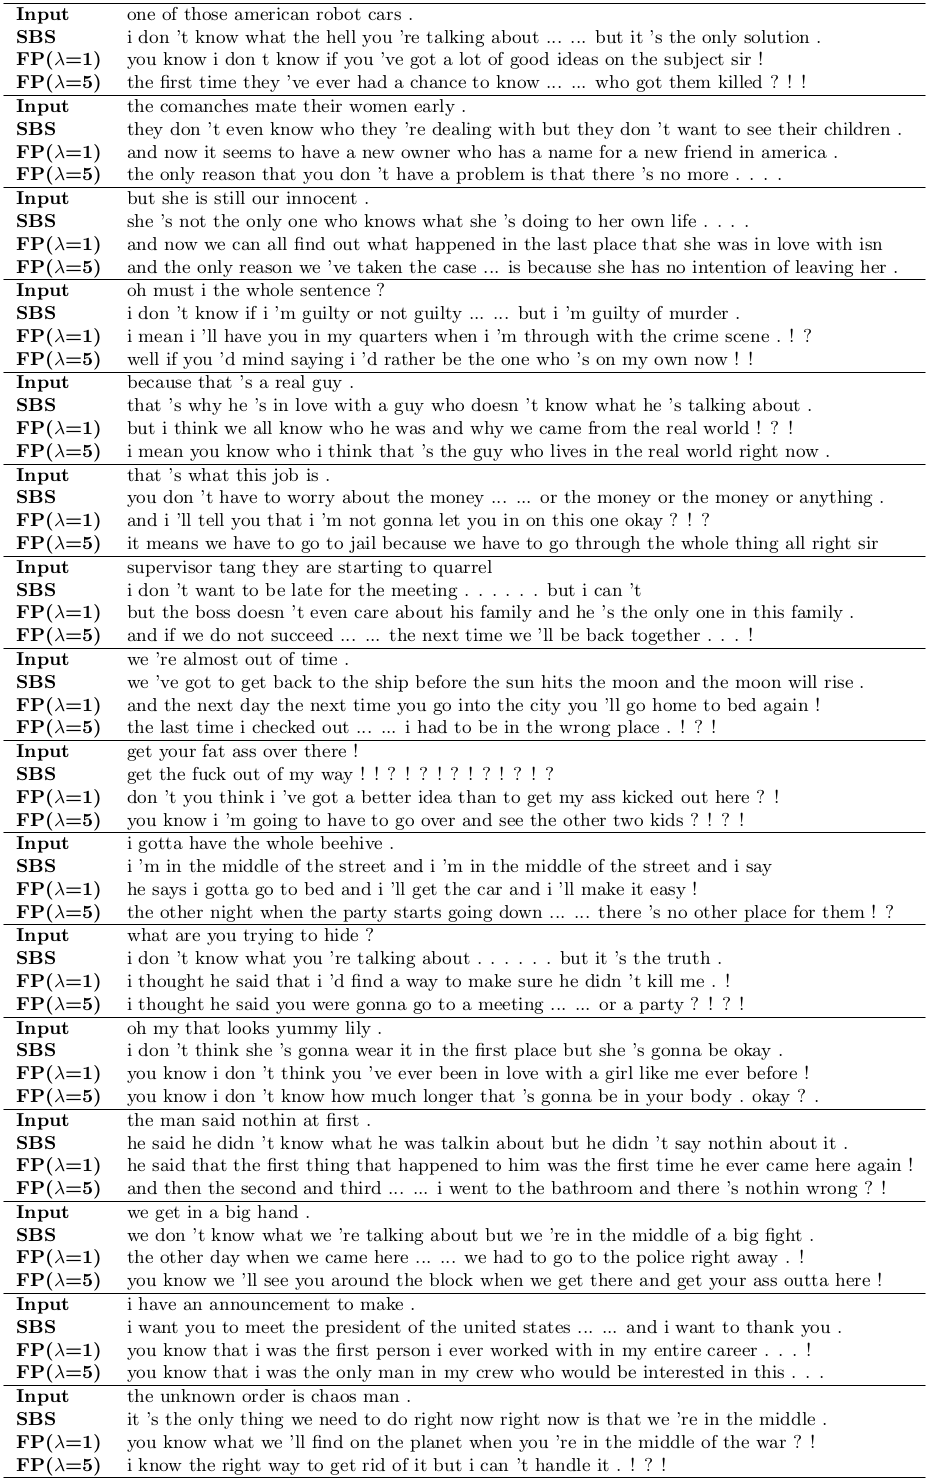 Input one of those american robot cars .
SBS i don 't know what the hell you 're talking about ... ... but it 's the only solution .
FP(λ=1) you know i don t know if you 've got a lot of good ideas on the subject sir !
FP(λ=5) the first time they 've ever had a chance to know ... ... who got them killed ? ! !
Input the comanches mate their women early .
SBS they don 't even know who they 're dealing with but they don 't want to see their children .
FP(λ=1) and now it seems to have a new owner who has a name for a new friend in america .
FP(λ=5) the only reason that you don 't have a problem is that there 's no more . . . .
Input but she is still our innocent .
SBS she 's not the only one who knows what she 's doing to her own life . . . .
FP(λ=1) and now we can all find out what happened in the last place that she was in love with isn
FP(λ=5) and the only reason we 've taken the case ... is because she has no intention of leaving her .
Input oh must i the whole sentence ?
SBS i don 't know if i 'm guilty or not guilty ... ... but i 'm guilty of murder .
FP(λ=1) i mean i 'll have you in my quarters when i 'm through with the crime scene . ! ?
FP(λ=5) well if you 'd mind saying i 'd rather be the one who 's on my own now ! !
Input because that 's a real guy .
SBS that 's why he 's in love with a guy who doesn 't know what he 's talking about .
FP(λ=1) but i think we all know who he was and why we came from the real world ! ? !
FP(λ=5) i mean you know who i think that 's the guy who lives in the real world right now .
Input that 's what this job is .
SBS you don 't have to worry about the money ... ... or the money or the money or anything .
FP(λ=1) and i 'll tell you that i 'm not gonna let you in on this one okay ? ! ?
FP(λ=5) it means we have to go to jail because we have to go through the whole thing all right sir
Input supervisor tang they are starting to quarrel
SBS i don 't want to be late for the meeting . . . . . . but i can 't
FP(λ=1) but the boss doesn 't even care about his family and he 's the only one in this family .
FP(λ=5) and if we do not succeed ... ... the next time we 'll be back together . . . !
Input we 're almost out of time .
SBS we 've got to get back to the ship before the sun hits the moon and the moon will rise .
FP(λ=1) and the next day the next time you go into the city you 'll go home to bed again !
FP(λ=5) the last time i checked out ... ... i had to be in the wrong place . ! ? !
Input get your fat ass over there !
SBS get the fuck out of my way ! ! ? ! ? ! ? ! ? ! ? ! ?
FP(λ=1) don 't you think i 've got a better idea than to get my ass kicked out here ? !
FP(λ=5) you know i 'm going to have to go over and see the other two kids ? ! ? !
Input i gotta have the whole beehive .
SBS i 'm in the middle of the street and i 'm in the middle of the street and i say
FP(λ=1) he says i gotta go to bed and i 'll get the car and i 'll make it easy !
FP(λ=5) the other night when the party starts going down ... ... there 's no other place for them ! ?
Input what are you trying to hide ?
SBS i don 't know what you 're talking about . . . . . . but it 's the truth .
FP(λ=1) i thought he said that i 'd find a way to make sure he didn 't kill me . !
FP(λ=5) i thought he said you were gonna go to a meeting ... ... or a party ? ! ? !
Input oh my that looks yummy lily .
SBS i don 't think she 's gonna wear it in the first place but she 's gonna be okay .
FP(λ=1) you know i don 't think you 've ever been in love with a girl like me ever before !
FP(λ=5) you know i don 't know how much longer that 's gonna be in your body . okay ? .
Input the man said nothin at first .
SBS he said he didn 't know what he was talkin about but he didn 't say nothin about it .
FP(λ=1) he said that the first thing that happened to him was the first time he ever came here again !
FP(λ=5) and then the second and third ... ... i went to the bathroom and there 's nothin wrong ? !
Input we get in a big hand .
SBS we don 't know what we 're talking about but we 're in the middle of a big fight .
FP(λ=1) the other day when we came here ... ... we had to go to the police right away . !
FP(λ=5) you know we 'll see you around the block when we get there and get your ass outta here !
Input i have an announcement to make .
SBS i want you to meet the president of the united states ... ... and i want to thank you .
FP(λ=1) you know that i was the first person i ever worked with in my entire career . . . !
FP(λ=5) you know that i was the only man in my crew who would be interested in this . . .
Input the unknown order is chaos man .
SBS it 's the only thing we need to do right now right now is that we 're in the middle .
FP(λ=1) you know what we 'll find on the planet when you 're in the middle of the war ? !
FP(λ=5) i know the right way to get rid of it but i can 't handle it . ! ? !